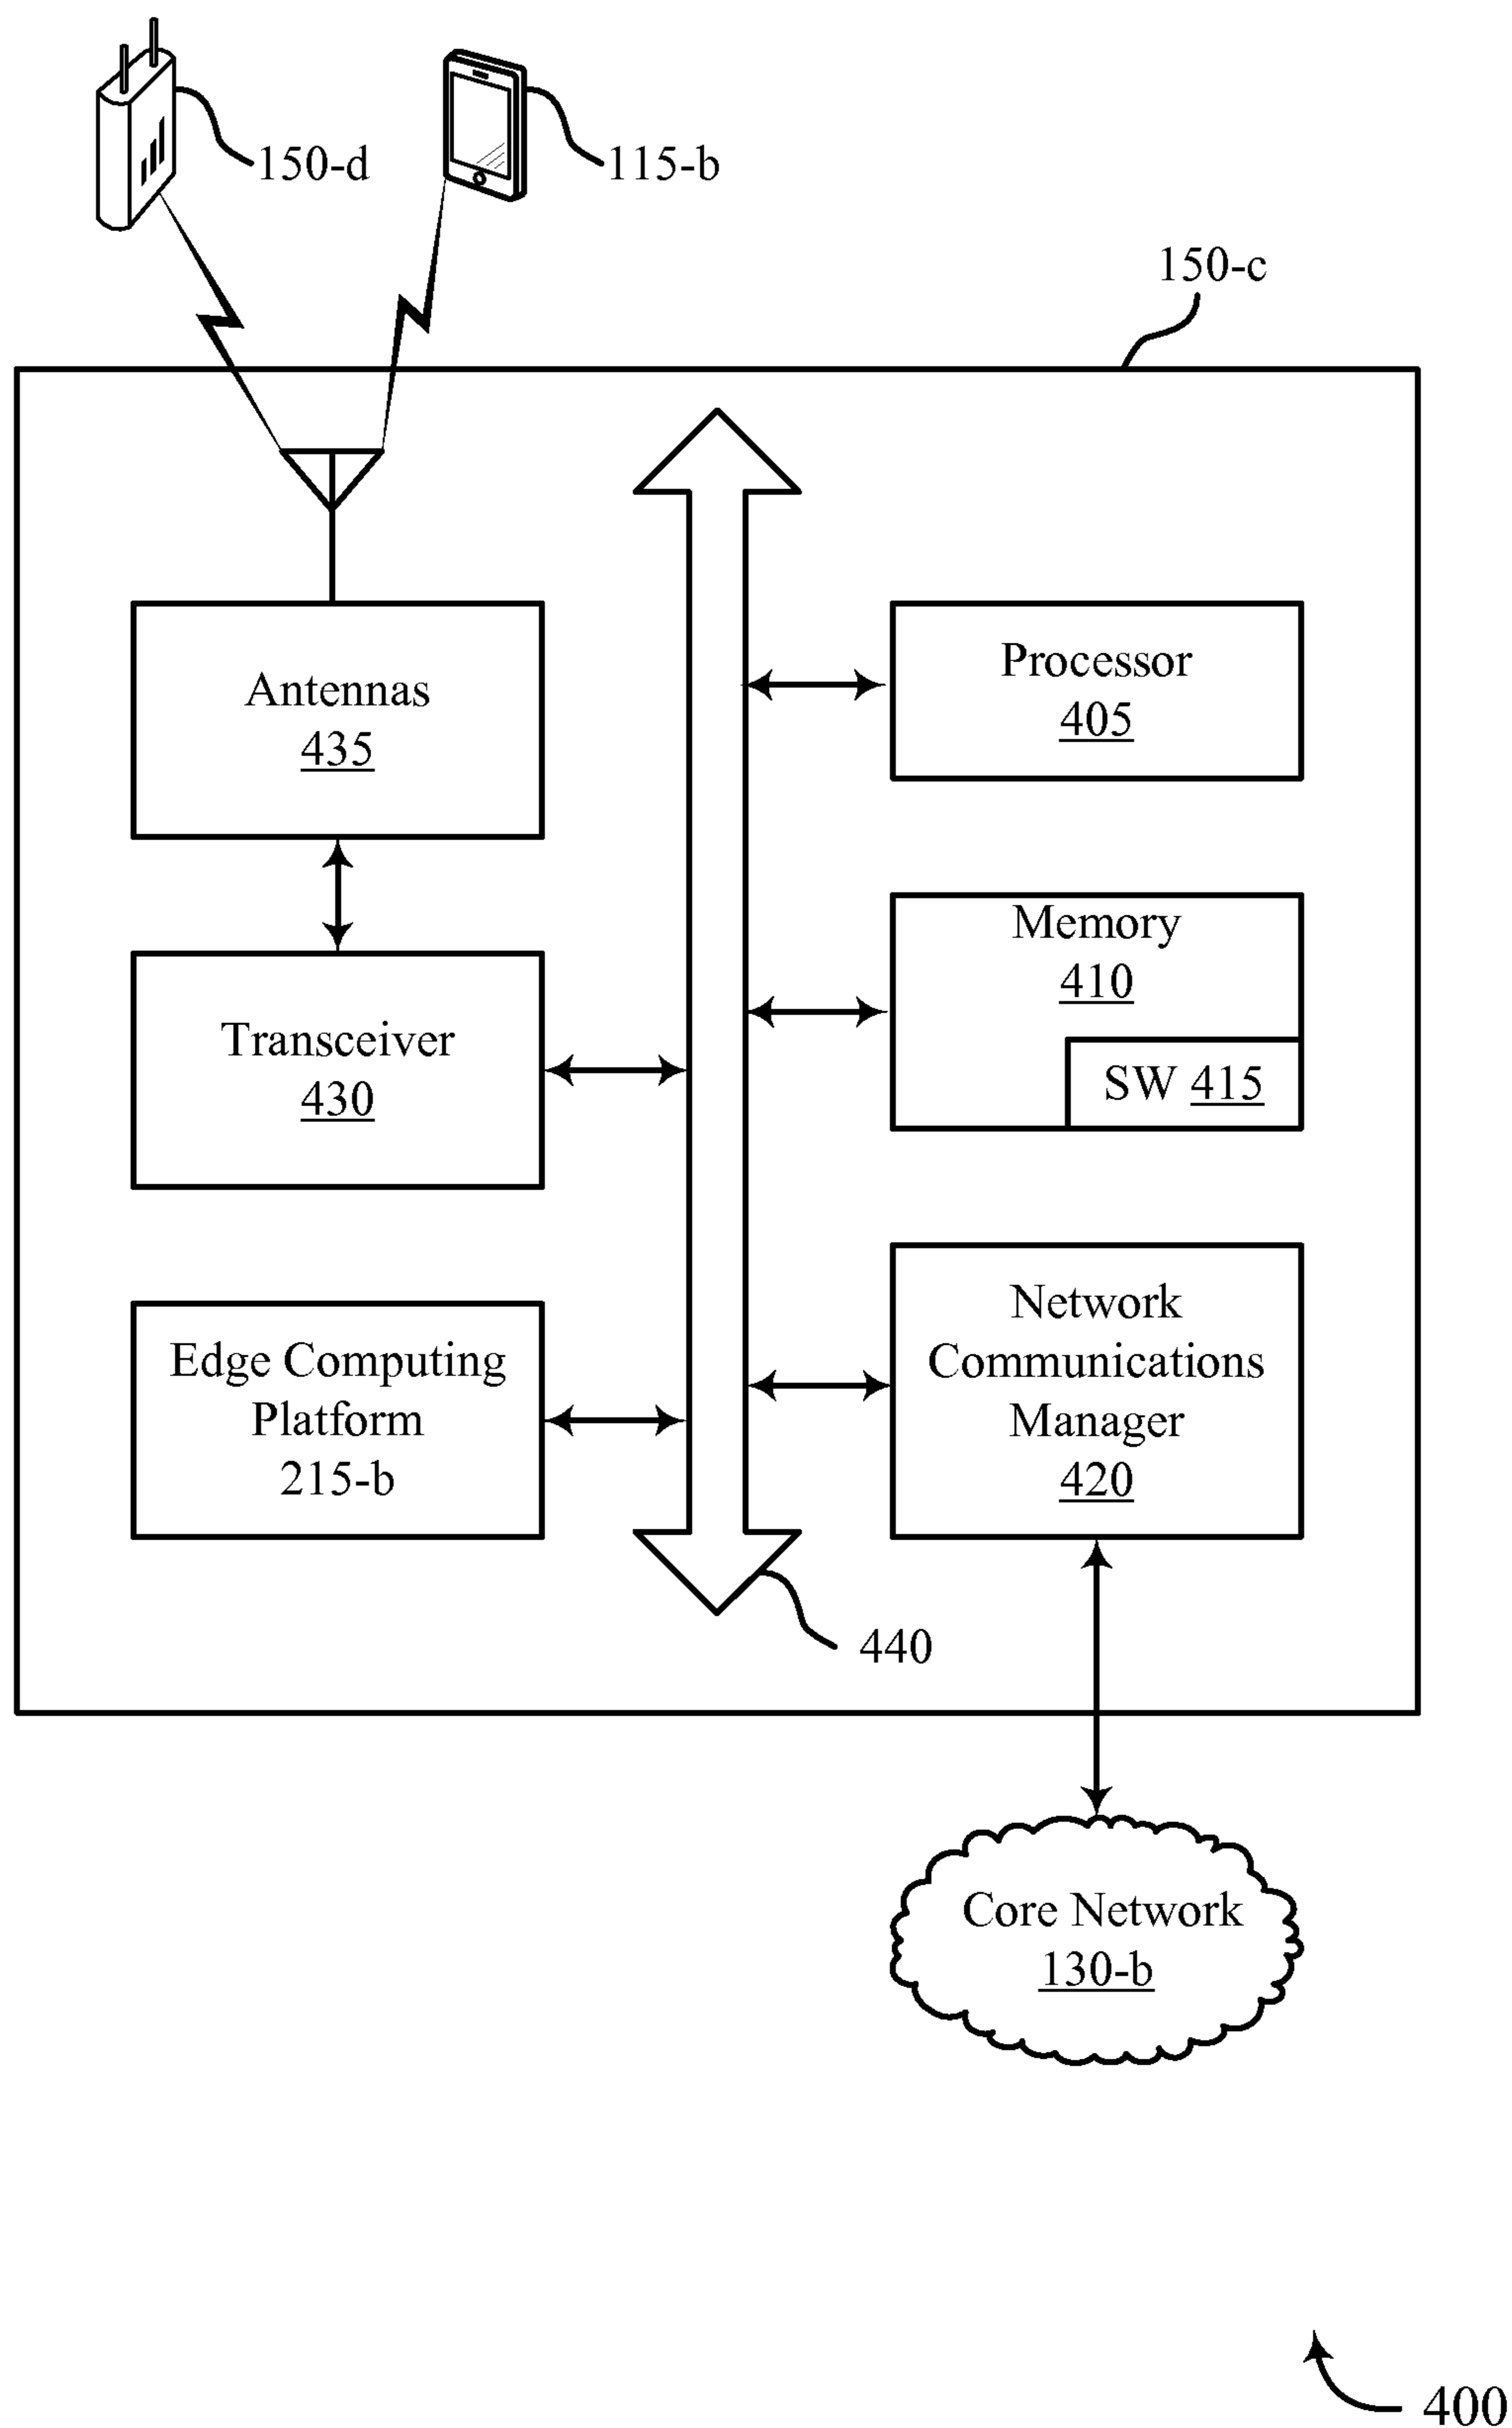 150-d
115-b
150-c
Antennas
435
Processor
405
Memory
410
SW 415
Transceiver
430
Edge Computing
Platform
215-b
Network
Communications
Manager
420
440
Core Network
130-b
400